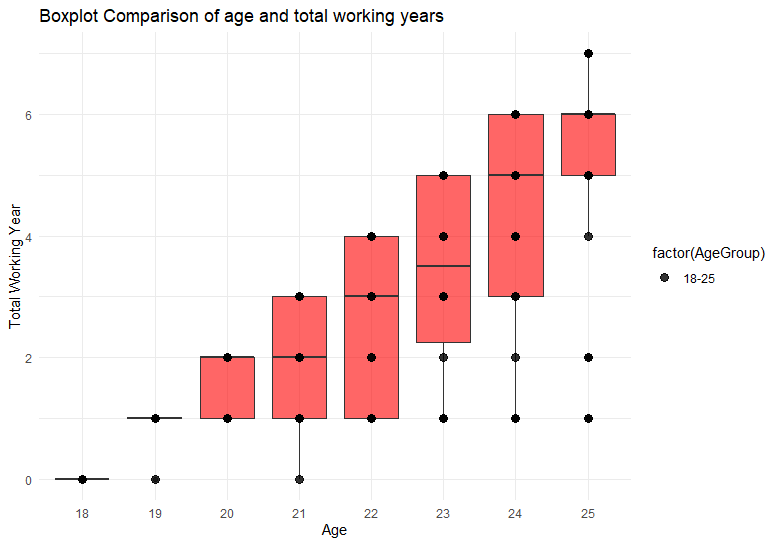 Boxplot Comparison of age and total working years
Total Working Year
6
4
2
0
18 19 20 21 22 23 24 25
Age
factor(AgeGroup)
18-25